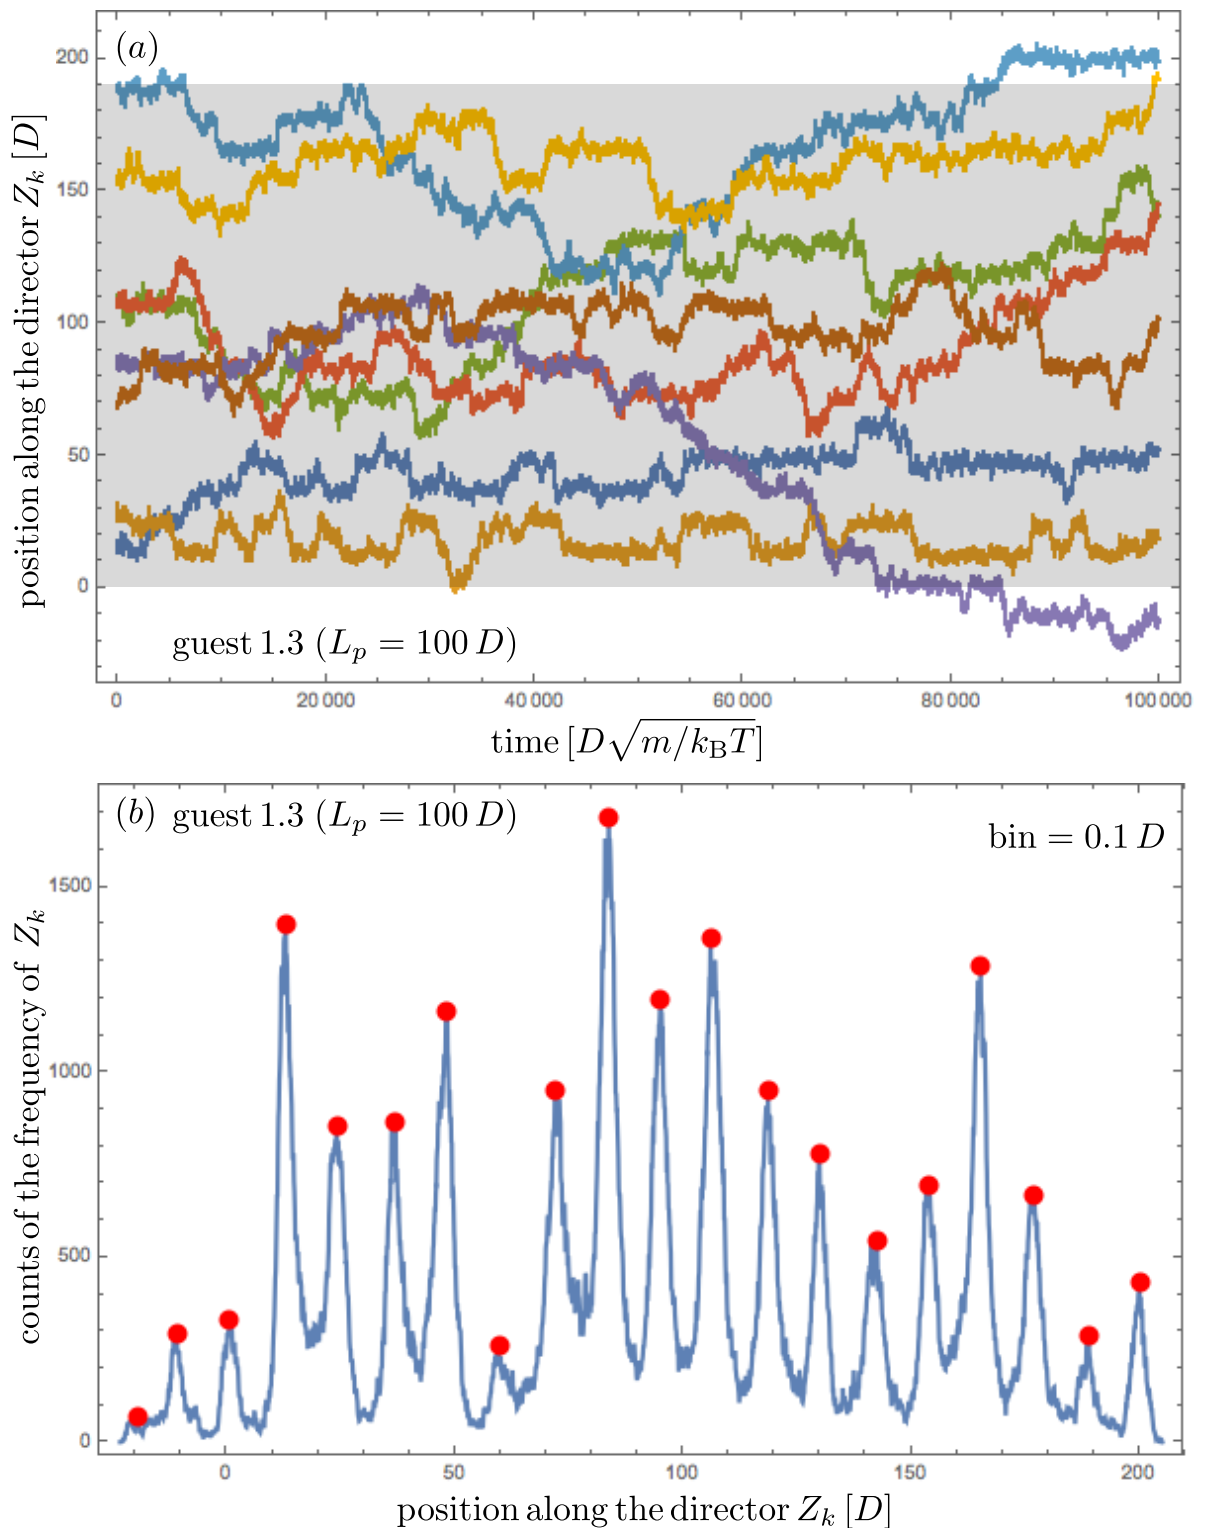 (a)
200
150
100
50
0
position along the director Z_k [D]
guest 1.3 (L_p = 100 D)
0 20 000 40 000 60 000 80 000 100 000
time [D√m/k_BT]
(b) guest 1.3 (L_p = 100 D)
bin = 0.1 D
1500
1000
500
0
counts of the frequency of Z_k
0 50 100 150 200
position along the director Z_k [D]